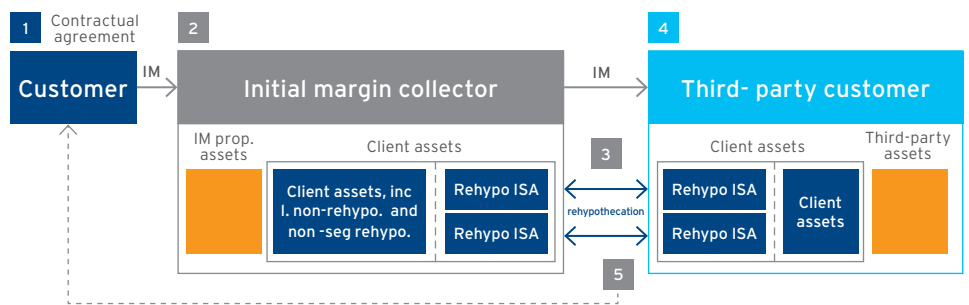 1
Contractual
agreement
Customer
IM
2
Initial margin collector
IM
4
Third- party customer
IM prop.
assets
Client assets
Client assets, inc
l. non-rehypo. and
non -seg rehypo.
Rehypo ISA
Rehypo ISA
3
rehypothecation
5
Client assets
Third-party
assets
Rehypo ISA
Rehypo ISA
Client
assets